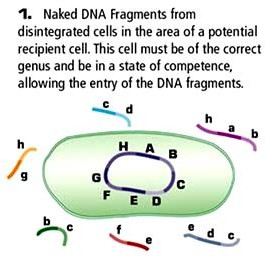 1. Naked DNA Fragments from
disintegrated cells in the area of a potential
recipient cell. This cell must be of the correct
genus and be in a state of competence,
allowing the entry of the DNA fragments.
c d
h a b
H A B
h g
G C
F E D
b c
f e
e d c